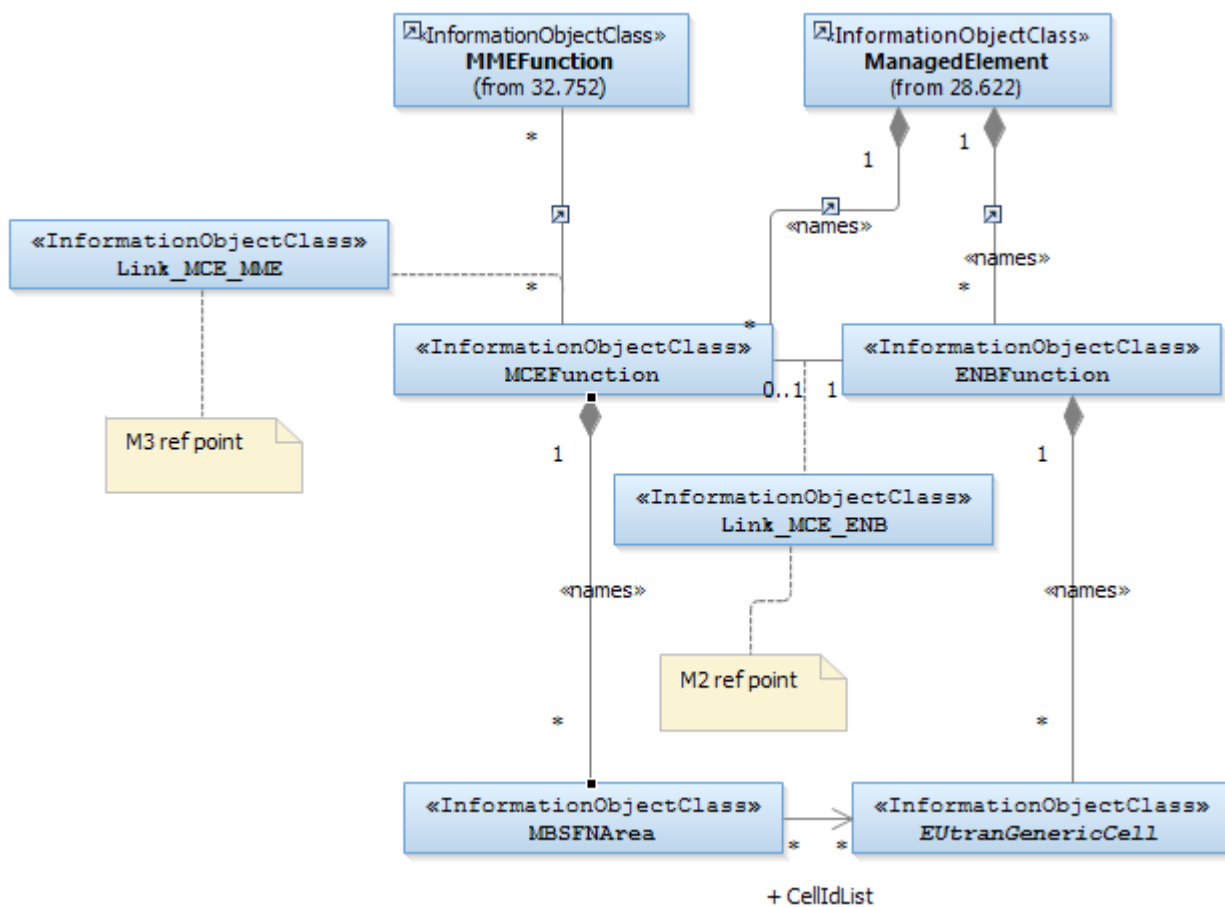 «InformationObjectClass»
MMEFunction
(from 32.752)
«InformationObjectClass»
ManagedElement
(from 28.622)
*
1
1
«names»
«names»
«InformationObjectClass»
Link_MCE_MME
*
*
*
«InformationObjectClass»
MCEFunction
0..1
1
«InformationObjectClass»
ENBFunction
M3 ref point
1
1
«InformationObjectClass»
Link_MCE_ENB
«names»
«names»
M2 ref point
*
*
«InformationObjectClass»
MBSFNArea
*
*
«InformationObjectClass»
EUtranGenericCell
+ CellIdList